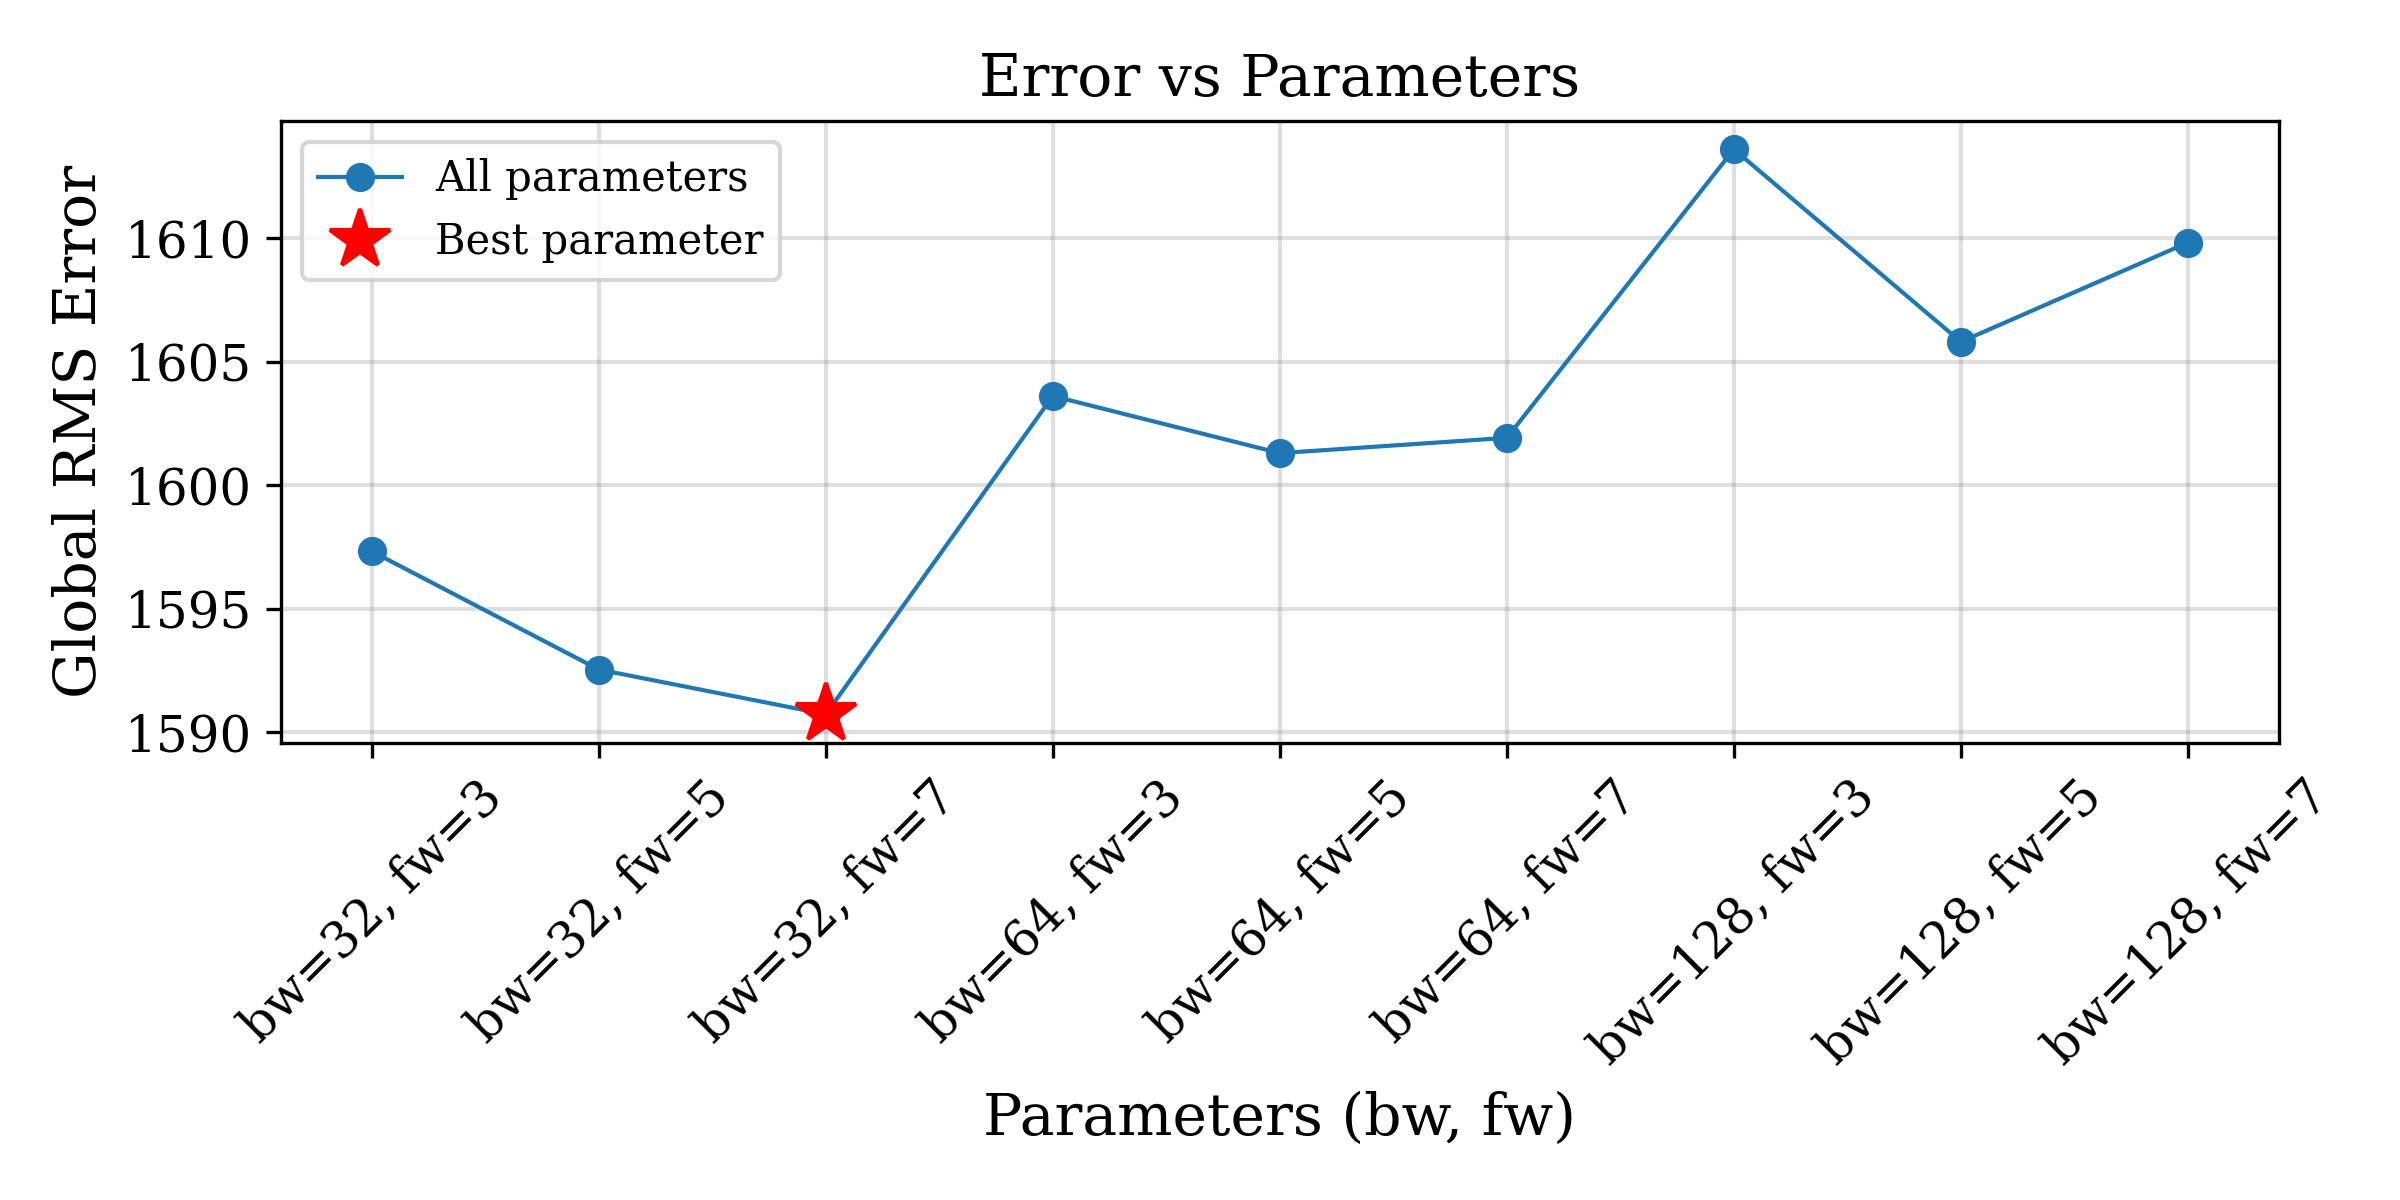 Error vs Parameters
All parameters
Best parameter
Global RMS Error
1610
1605
1600
1595
1590
bw=32, fw=3
bw=32, fw=5
bw=32, fw=7
bw=64, fw=3
bw=64, fw=5
bw=64, fw=7
bw=128, fw=3
bw=128, fw=5
bw=128, fw=7
Parameters (bw, fw)